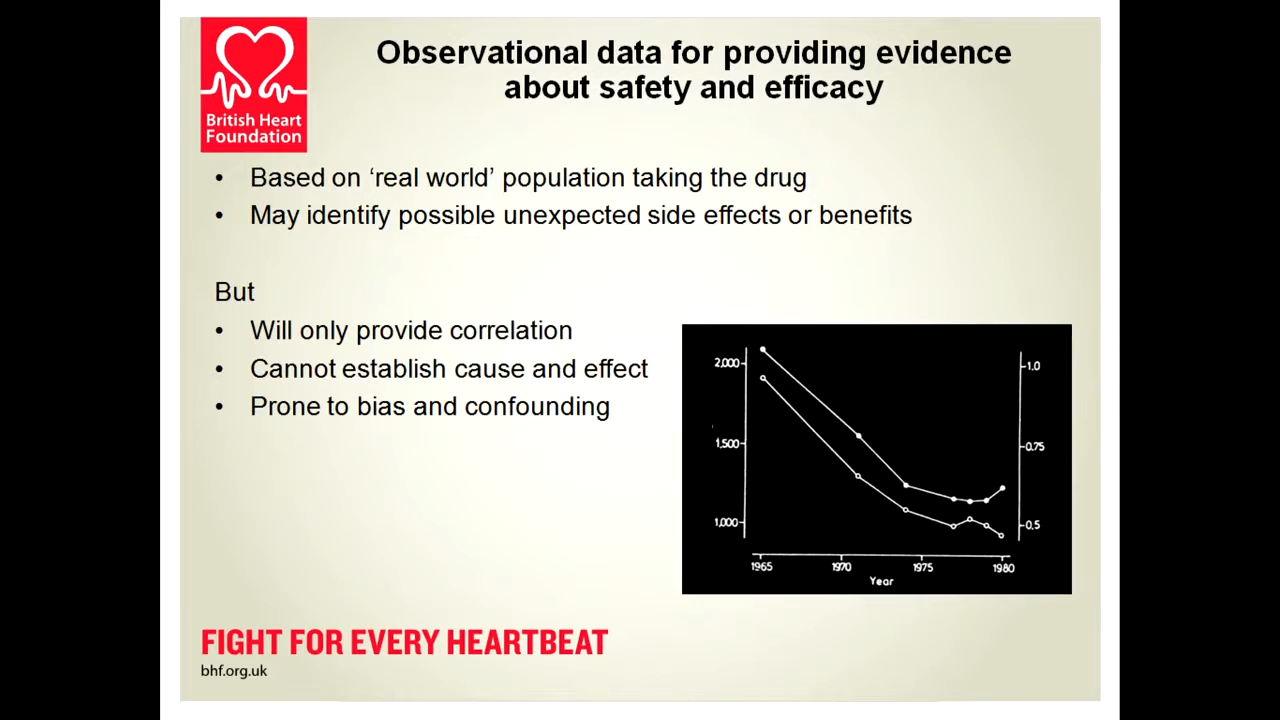 British Heart
Foundation
Observational data for providing evidence
about safety and efficacy
• Based on ‘real world’ population taking the drug
• May identify possible unexpected side effects or benefits
But
• Will only provide correlation
• Cannot establish cause and effect
• Prone to bias and confounding
2,000
1,500
1,000
1.0
0.75
0.5
1965 1970 1975 1980
Year
FIGHT FOR EVERY HEARTBEAT
bhf.org.uk